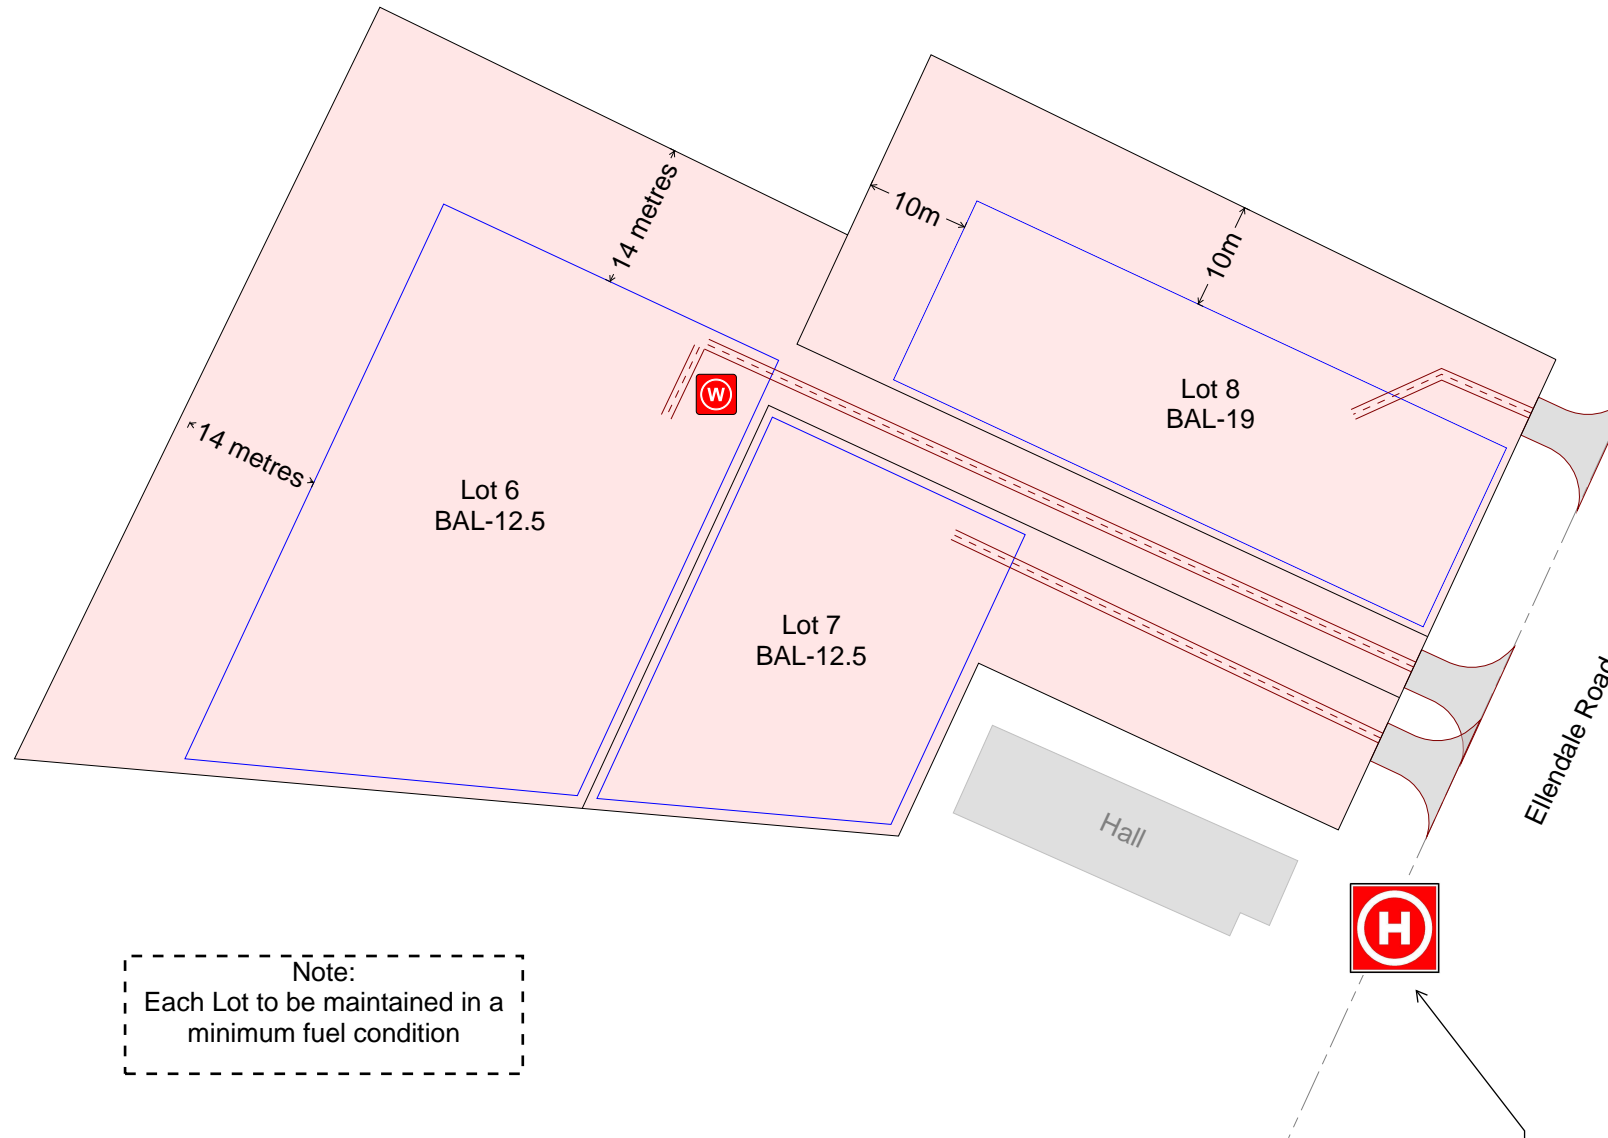 14 metres
10m
10m
Lot 8
BAL-19
W
14 metres
Lot 6
BAL-12.5
Lot 7
BAL-12.5
Ellendale Road
Hall
H
Note:
Each Lot to be maintained in a
minimum fuel condition